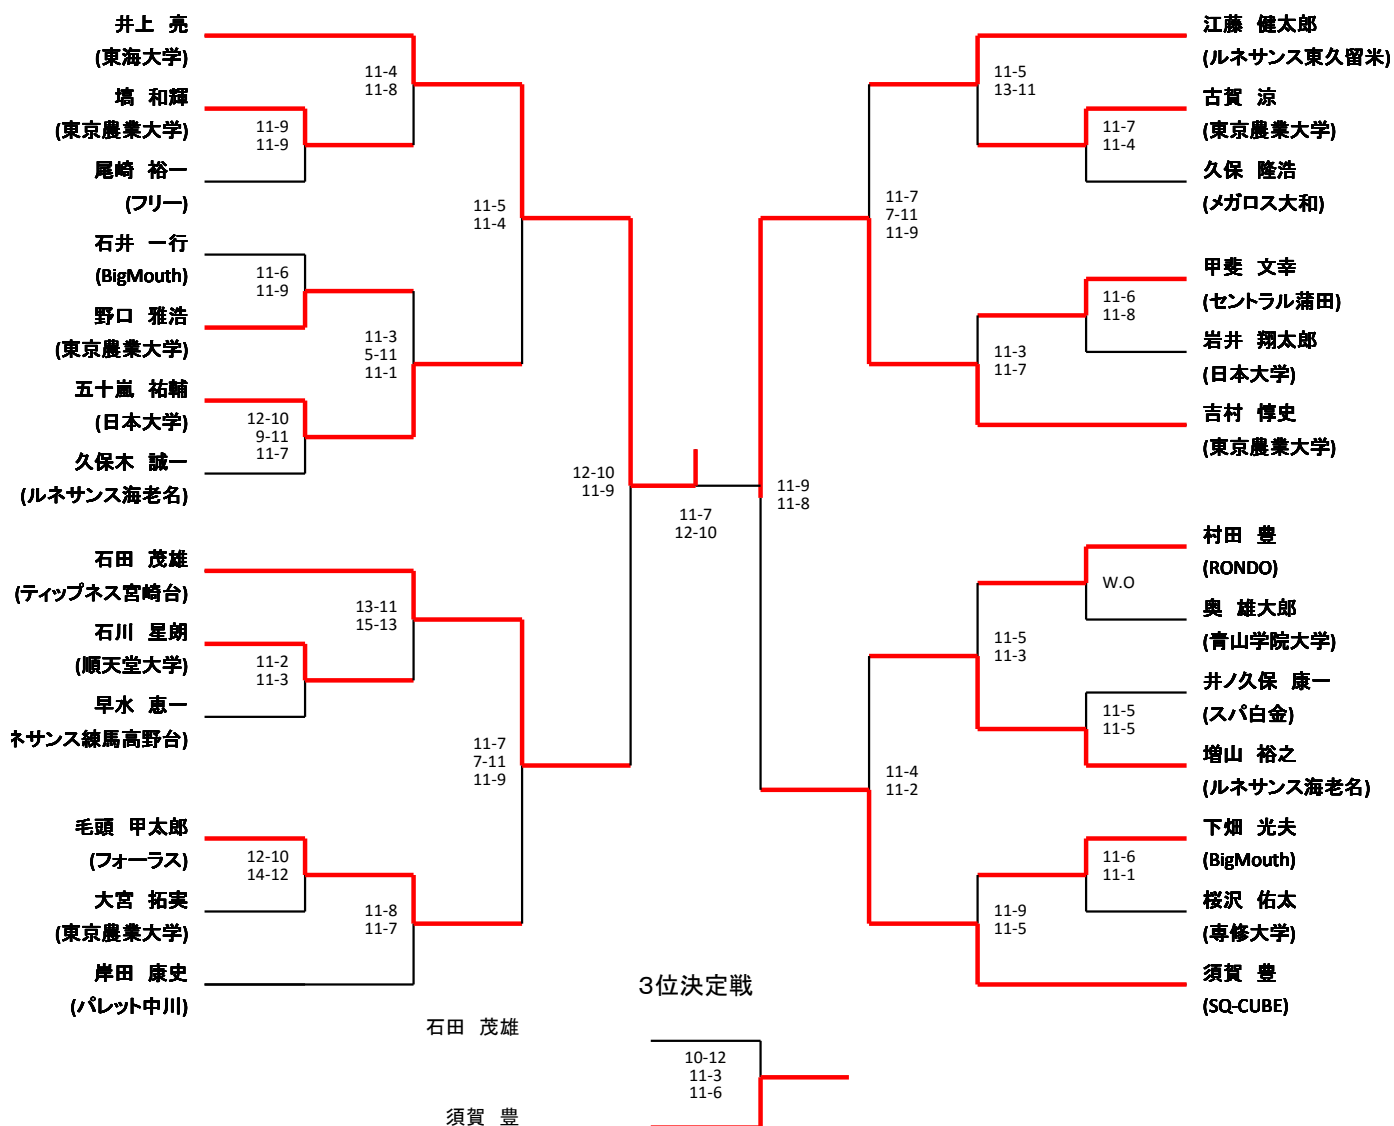 井上 亮
(東海大学)
11-4
11-8
塙 和輝
(東京農業大学)
11-9
11-9
尾崎 裕一
(フリー)
11-5
11-4
石井 一行
(BigMouth)
11-6
11-9
野口 雅浩
(東京農業大学)
11-3
5-11
11-1
五十嵐 祐輔
(日本大学)
12-10
9-11
11-7
久保木 誠一
(ルネサンス海老名)
12-10
11-9
石田 茂雄
(ティップネス宮崎台)
13-11
15-13
石川 星朗
(順天堂大学)
11-2
11-3
早水 恵一
ネサンス練馬高野台)
11-7
7-11
11-9
毛頭 甲太郎
(フォーラス)
12-10
14-12
大宮 拓実
(東京農業大学)
11-8
11-7
岸田 康史
(パレット中川)
11-7
12-10
江藤 健太郎
(ルネサンス東久留米)
11-5
13-11
古賀 涼
(東京農業大学)
11-7
11-4
久保 隆浩
(メガロス大和)
11-7
7-11
11-9
甲斐 文幸
(セントラル蒲田)
11-6
11-8
岩井 翔太郎
(日本大学)
11-3
11-7
吉村 惇史
(東京農業大学)
11-9
11-8
村田 豊
(RONDO)
W.O
奥 雄大郎
(青山学院大学)
11-5
11-3
井ノ久保 康一
(スパ白金)
11-5
11-5
増山 裕之
(ルネサンス海老名)
11-4
11-2
下畑 光夫
(BigMouth)
11-6
11-1
桜沢 佑太
(専修大学)
11-9
11-5
須賀 豊
(SQ-CUBE)
3位決定戦
石田 茂雄
10-12
11-3
11-6
須賀 豊